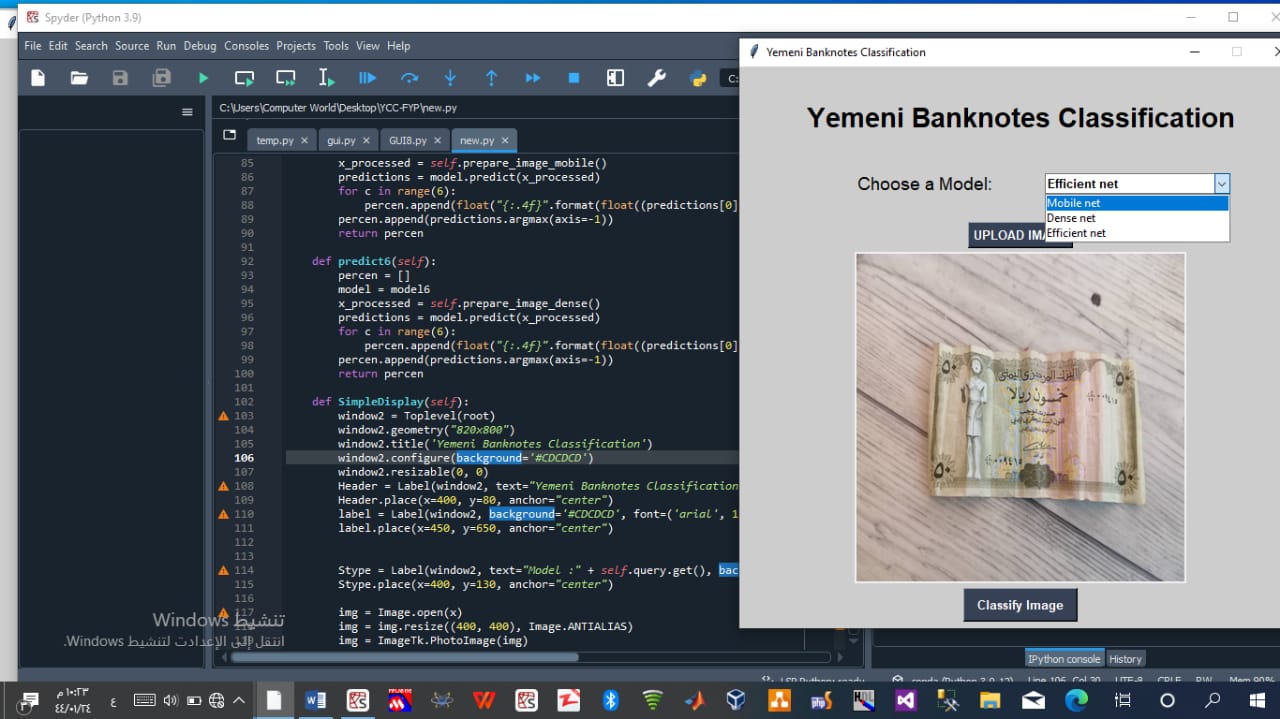 Spyder (Python 3.9)
File Edit Search Source Run Debug Consoles Projects Tools View Help
C:
C:\Users\Computer World\Desktop\YCC-FYP\new.py
temp.py
gui.py
GUI8.py
new.py
85 x_processed = self.prepare_image_mobile()
86 predictions = model.predict(x_processed)
87 for c in range(6):
88 percen.append(float("{:.4f}".format(float((predictions[0]
89 percen.append(predictions.argmax(axis=-1))
90 return percen
91
92 def predict6(self):
93 percen = []
94 model = model6
95 x_processed = self.prepare_image_dense()
96 predictions = model.predict(x_processed)
97 for c in range(6):
98 percen.append(float("{:.4f}".format(float((predictions[0]
99 percen.append(predictions.argmax(axis=-1))
100 return percen
101
102 def SimpleDisplay(self):
103 window2 = Toplevel(root)
104 window2.geometry("820x800")
105 window2.title('Yemeni Banknotes Classification')
106 window2.configure(background='#CDCDCD')
107 window2.resizable(0, 0)
108 Header = Label(window2, text="Yemeni Banknotes Classification
109 Header.place(x=400, y=80, anchor="center")
110 label = Label(window2, background='#CDCDCD', font=('arial', 1
111 label.place(x=450, y=650, anchor="center")
112
113
114 Stype = Label(window2, text="Model :" + self.query.get(), bac
115 Stype.place(x=400, y=130, anchor="center")
116
117 img = Image.open(x)
img = img.resize((400, 400), Image.ANTIALIAS)
119 img = ImageTk.PhotoImage(img)
تنشيط Windows
انتقل إلى الإعدادت لتنشيط Windows.
Yemeni Banknotes Classification
Yemeni Banknotes Classification
Choose a Model:
Efficient net
Mobile net
Dense net
Efficient net
UPLOAD IM
البنك المركزي اليمني
٥٠
٥٠
خمسون ريالا
٥٠
٥٠
Classify Image
IPython console
History
LSP Python: ready
conda (Python 3.9.12)
Line 106, Col 30
UTF-8
CRLF
RW
Mem 90%
١٠:٢٣ م
ع